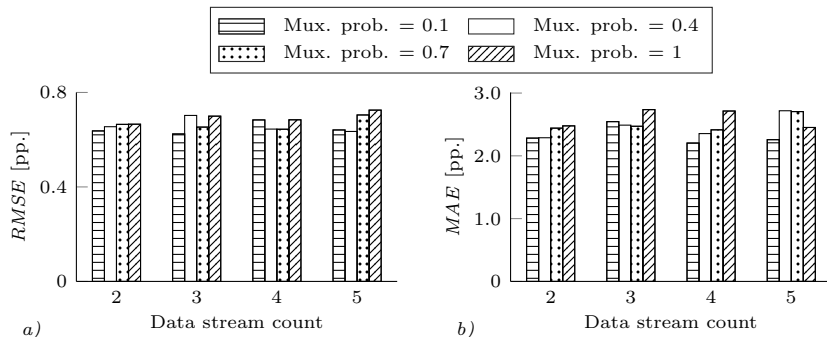 Mux. prob. = 0.1 Mux. prob. = 0.4
Mux. prob. = 0.7 Mux. prob. = 1
0.8
0.4
0
RMSE [pp.]
2 3 4 5
Data stream count
a)
3.0
2.0
1.0
0.0
MAE [pp.]
2 3 4 5
Data stream count
b)